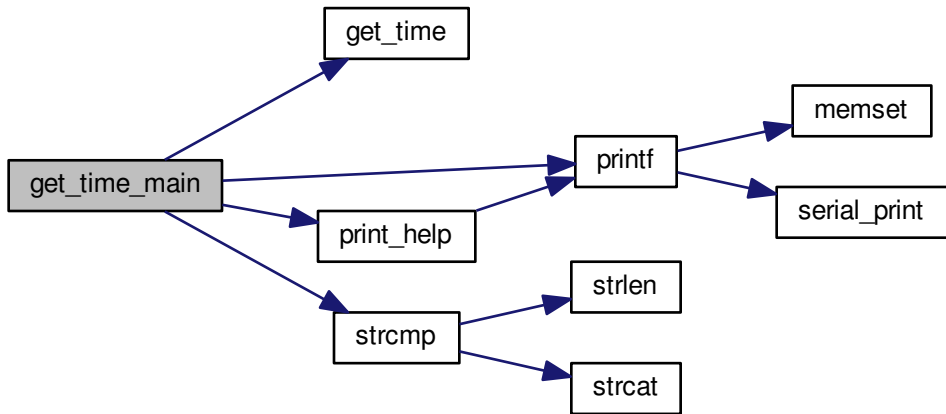 get_time
memset
printf
get_time_main
serial_print
print_help
strlen
strcmp
strcat